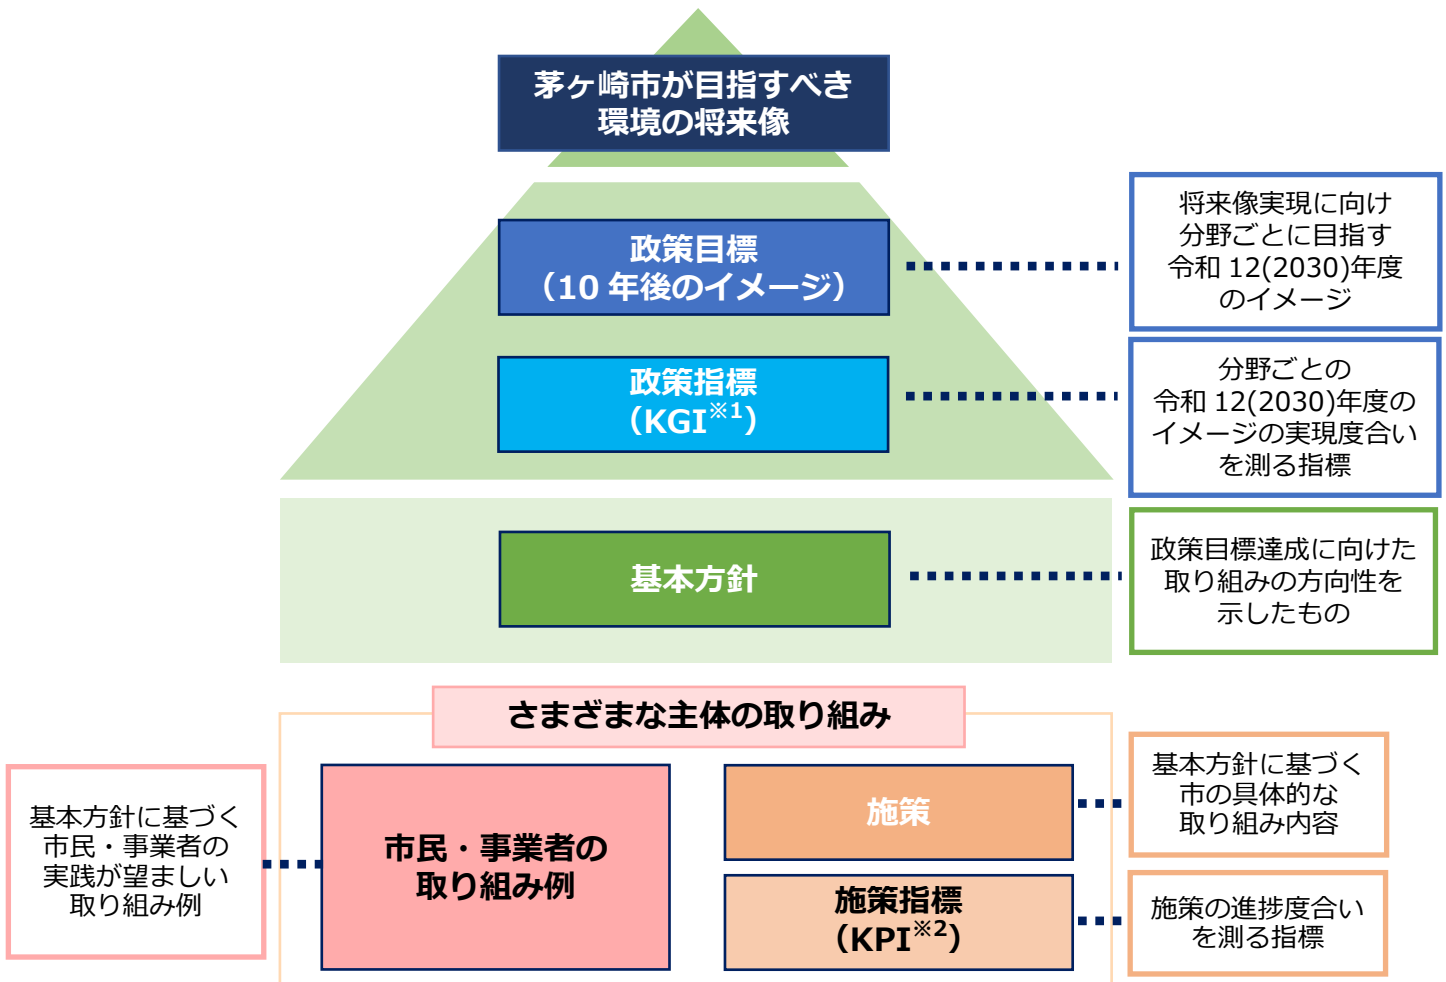 茅ヶ崎市が目指すべき
環境の将来像
政策目標
（10 年後のイメージ）
将来像実現に向け
分野ごとに目指す
令和 12(2030)年度
のイメージ
政策指標
（KGI※1）
分野ごとの
令和 12(2030)年度の
イメージの実現度合い
を測る指標
基本方針
政策目標達成に向けた
取り組みの方向性を
示したもの
さまざまな主体の取り組み
基本方針に基づく
市民・事業者の
実践が望ましい
取り組み例
市民・事業者の
取り組み例
施策
基本方針に基づく
市の具体的な
取り組み内容
施策指標
（KPI※2）
施策の進捗度合い
を測る指標